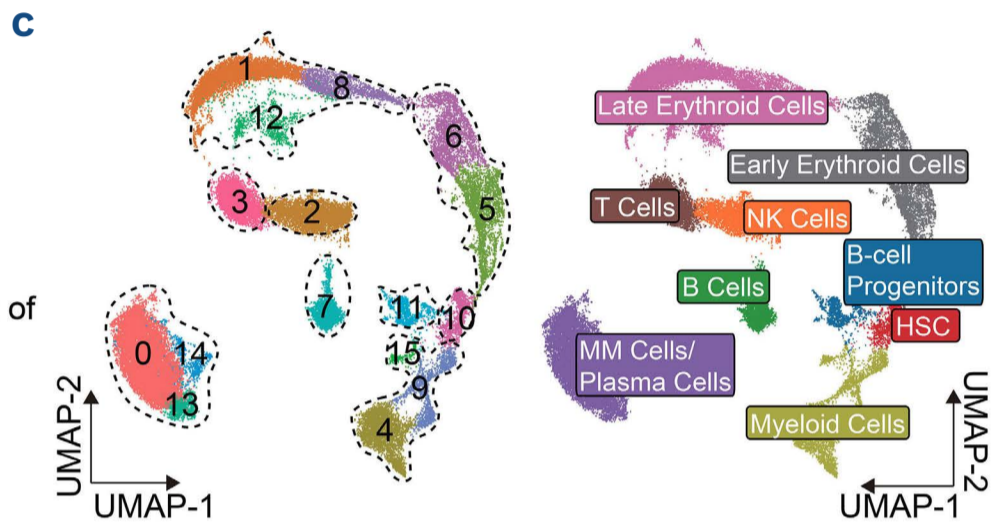 C
1
8
12
6
3
2
5
7
11
10
of
0
14
15
9
13
4
UMAP-2
UMAP-1
Late Erythroid Cells
Early Erythroid Cells
T Cells
NK Cells
B-cell
Progenitors
B Cells
HSC
MM Cells/
Plasma Cells
Myeloid Cells
UMAP-2
UMAP-1